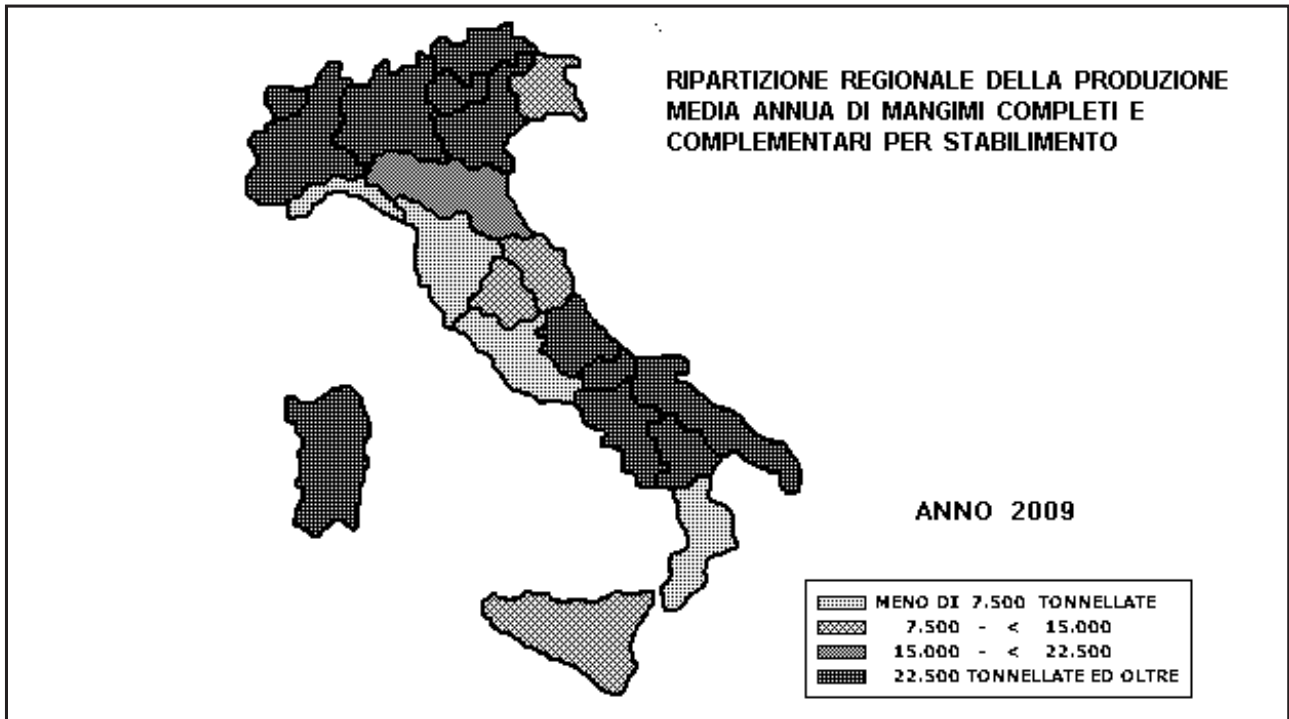 RIPARTIZIONE REGIONALE DELLA PRODUZIONE
MEDIA ANNUA DI MANGIMI COMPLETI E
COMPLEMENTARI PER STABILIMENTO
ANNO 2009
MENO DI 7.500 TONNELLATE
7.500 - < 15.000
15.000 - < 22.500
22.500 TONNELLATE ED OLTRE